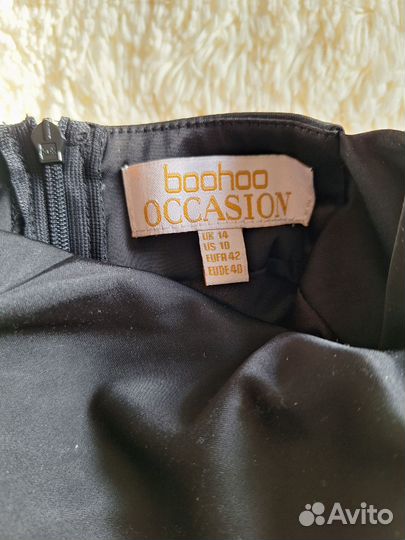 boohoo
OCCASION
UK 14
US 10
EUFR 42
EUDE 40
Avito